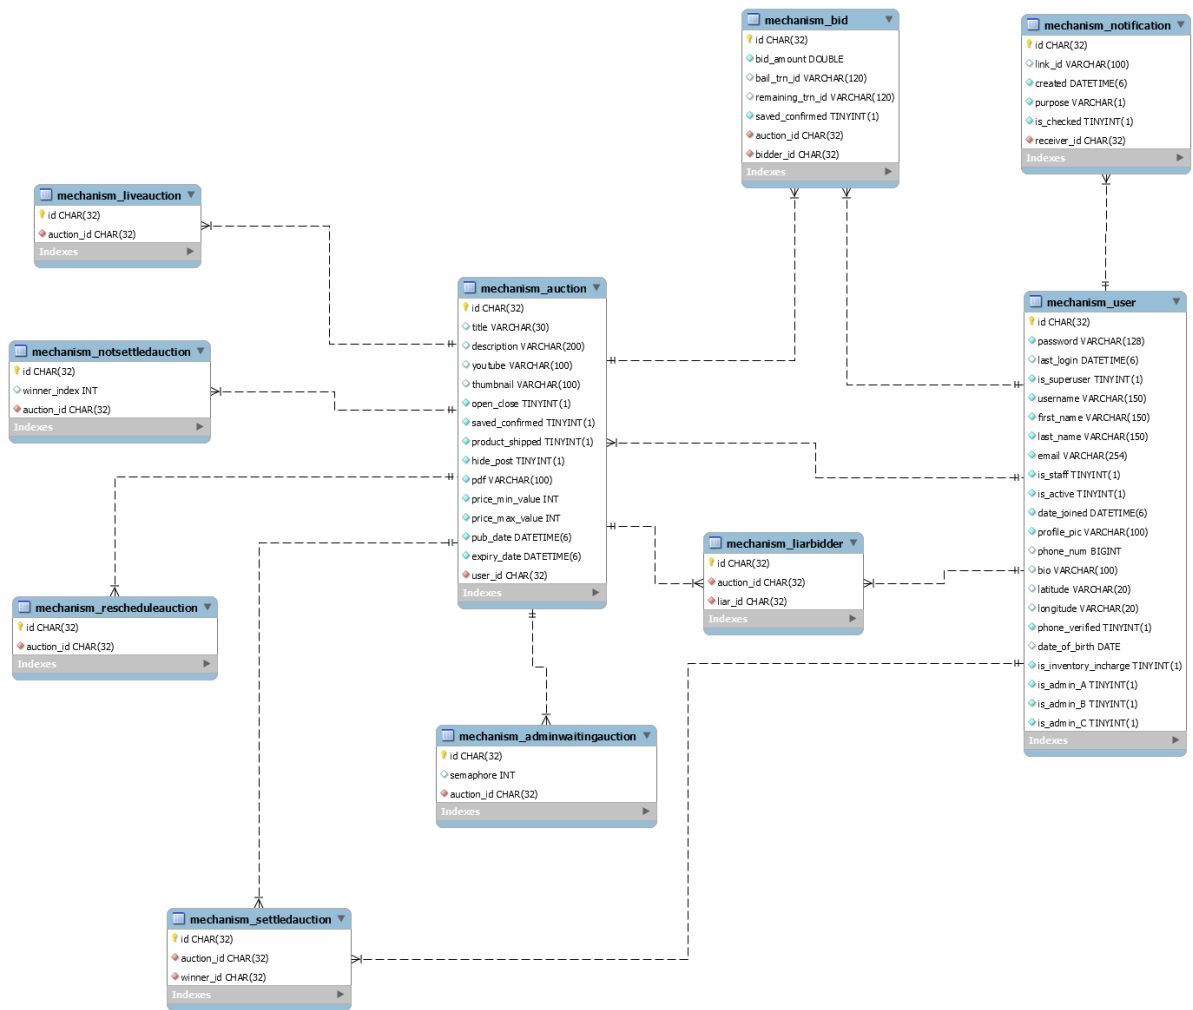 mechanism_bid
id CHAR(32)
bid_amount DOUBLE
bail_trn_id VARCHAR(120)
remaining_trn_id VARCHAR(120)
saved_confirmed TINYINT(1)
auction_id CHAR(32)
bidder_id CHAR(32)
Indexes
mechanism_notification
id CHAR(32)
link_id VARCHAR(100)
created DATETIME(6)
purpose VARCHAR(1)
is_checked TINYINT(1)
receiver_id CHAR(32)
Indexes
mechanism_liveauction
id CHAR(32)
auction_id CHAR(32)
Indexes
mechanism_notsettledauction
id CHAR(32)
winner_index INT
auction_id CHAR(32)
Indexes
mechanism_auction
id CHAR(32)
title VARCHAR(30)
description VARCHAR(200)
youtube VARCHAR(100)
thumbnail VARCHAR(100)
open_close TINYINT(1)
saved_confirmed TINYINT(1)
product_shipped TINYINT(1)
hide_post TINYINT(1)
pdf VARCHAR(100)
price_min_value INT
price_max_value INT
pub_date DATETIME(6)
expiry_date DATETIME(6)
user_id CHAR(32)
Indexes
mechanism_user
id CHAR(32)
password VARCHAR(128)
last_login DATETIME(6)
is_superuser TINYINT(1)
username VARCHAR(150)
first_name VARCHAR(150)
last_name VARCHAR(150)
email VARCHAR(254)
is_staff TINYINT(1)
is_active TINYINT(1)
date_joined DATETIME(6)
profile_pic VARCHAR(100)
phone_num BIGINT
bio VARCHAR(100)
latitude VARCHAR(20)
longitude VARCHAR(20)
phone_verified TINYINT(1)
date_of_birth DATE
is_inventory_incharge TINYINT(1)
is_admin_A TINYINT(1)
is_admin_B TINYINT(1)
is_admin_C TINYINT(1)
Indexes
mechanism_liarbidder
id CHAR(32)
auction_id CHAR(32)
liar_id CHAR(32)
Indexes
mechanism_rescheduleauction
id CHAR(32)
auction_id CHAR(32)
Indexes
mechanism_adminwaitingauction
id CHAR(32)
semaphore INT
auction_id CHAR(32)
Indexes
mechanism_settledauction
id CHAR(32)
auction_id CHAR(32)
winner_id CHAR(32)
Indexes